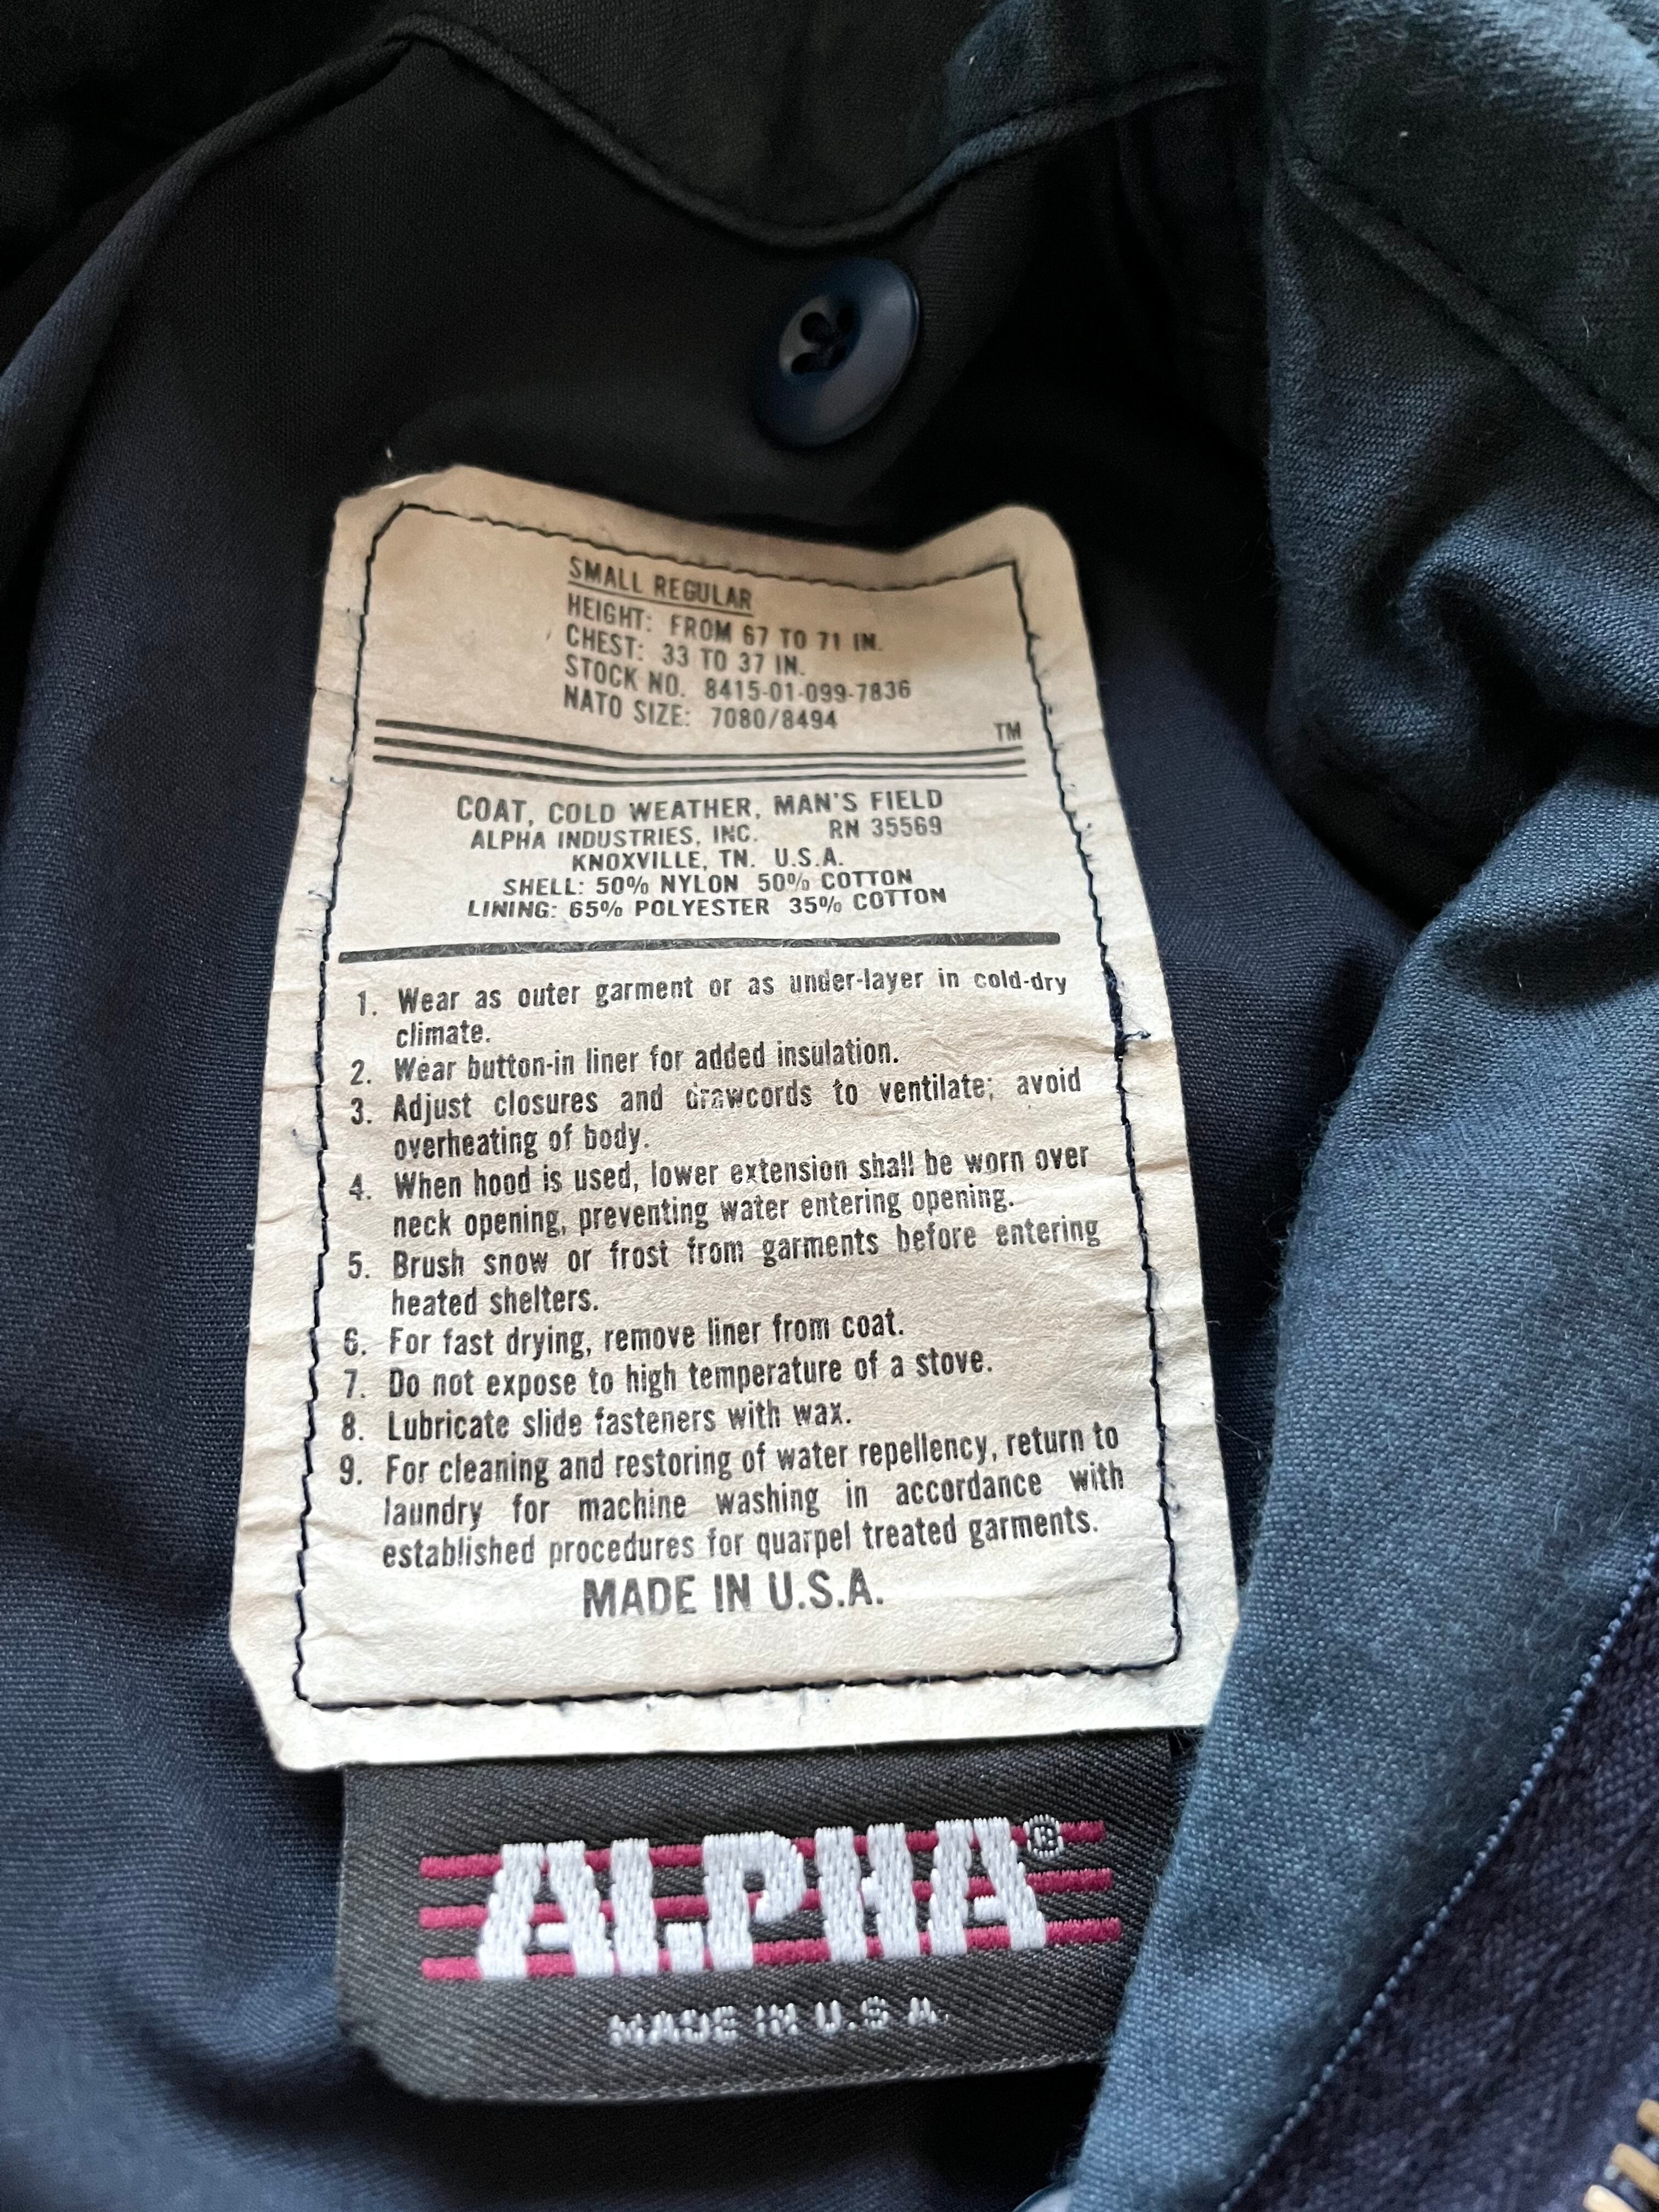 SMALL REGULAR
HEIGHT: FROM 67 TO 71 IN.
CHEST: 33 TO 37 IN.
STOCK NO. 8415-01-099-7836
NATO SIZE: 7080/8494
TM
COAT, COLD WEATHER, MAN'S FIELD
ALPHA INDUSTRIES, INC. RN 35569
KNOXVILLE, TN. U.S.A.
SHELL: 50% NYLON 50% COTTON
LINING: 65% POLYESTER 35% COTTON
1. Wear as outer garment or as under-layer in cold-dry
climate.
2. Wear button-in liner for added insulation.
3. Adjust closures and drawcords to ventilate; avoid
overheating of body.
4. When hood is used, lower extension shall be worn over
neck opening, preventing water entering opening.
5. Brush snow or frost from garments before entering
heated shelters.
6. For fast drying, remove liner from coat.
7. Do not expose to high temperature of a stove.
8. Lubricate slide fasteners with wax.
9. For cleaning and restoring of water repellency, return to
laundry for machine washing in accordance with
established procedures for quarpel treated garments.
MADE IN U.S.A.
ALPHA®
MADE IN U.S.A.